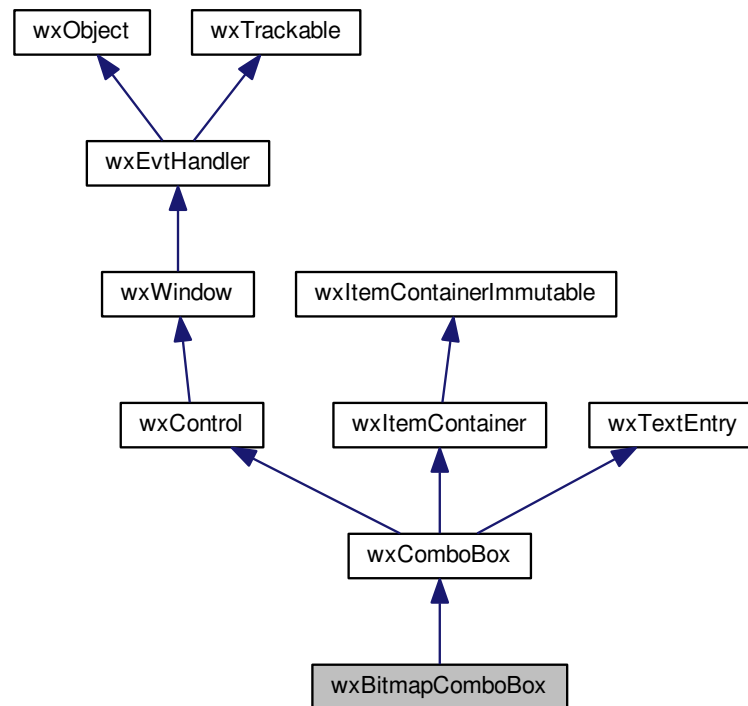 wxObject
wxTrackable
wxEvtHandler
wxWindow
wxItemContainerImmutable
wxControl
wxItemContainer
wxTextEntry
wxComboBox
wxBitmapComboBox